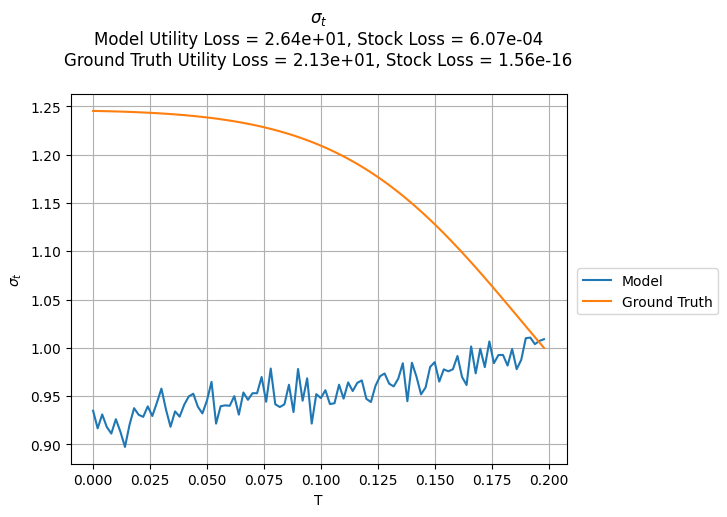 σt
Model Utility Loss = 2.64e+01, Stock Loss = 6.07e-04
Ground Truth Utility Loss = 2.13e+01, Stock Loss = 1.56e-16
1.25
1.20
1.15
1.10
1.05
1.00
0.95
0.90
σt
Model
Ground Truth
0.000 0.025 0.050 0.075 0.100 0.125 0.150 0.175 0.200
T